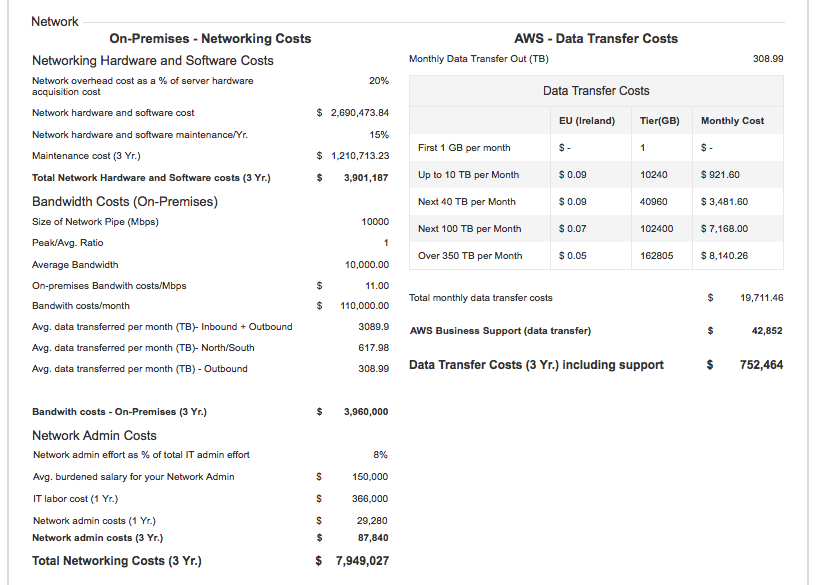 Network
On-Premises - Networking Costs
Networking Hardware and Software Costs
Network overhead cost as a % of server hardware
acquisition cost
20%
Network hardware and software cost $ 2,690,473.84
Network hardware and software maintenance/Yr. 15%
Maintenance cost (3 Yr.) $ 1,210,713.23
Total Network Hardware and Software costs (3 Yr.) $ 3,901,187
Bandwidth Costs (On-Premises)
Size of Network Pipe (Mbps) 10000
Peak/Avg. Ratio 1
Average Bandwidth 10,000.00
On-premises Bandwith costs/Mbps $ 11.00
Bandwith costs/month $ 110,000.00
Avg. data transferred per month (TB)- Inbound + Outbound 3089.9
Avg. data transferred per month (TB)- North/South 617.98
Avg. data transferred per month (TB) - Outbound 308.99
Bandwith costs - On-Premises (3 Yr.) $ 3,960,000
Network Admin Costs
Network admin effort as % of total IT admin effort 8%
Avg. burdened salary for your Network Admin $ 150,000
IT labor cost (1 Yr.) $ 366,000
Network admin costs (1 Yr.) $ 29,280
Network admin costs (3 Yr.) $ 87,840
Total Networking Costs (3 Yr.) $ 7,949,027
AWS - Data Transfer Costs
Monthly Data Transfer Out (TB) 308.99
Data Transfer Costs
EU (Ireland) Tier(GB) Monthly Cost
First 1 GB per month $ - 1 $ -
Up to 10 TB per Month $ 0.09 10240 $ 921.60
Next 40 TB per Month $ 0.09 40960 $ 3,481.60
Next 100 TB per Month $ 0.07 102400 $ 7,168.00
Over 350 TB per Month $ 0.05 162805 $ 8,140.26
Total monthly data transfer costs $ 19,711.46
AWS Business Support (data transfer) $ 42,852
Data Transfer Costs (3 Yr.) including support $ 752,464